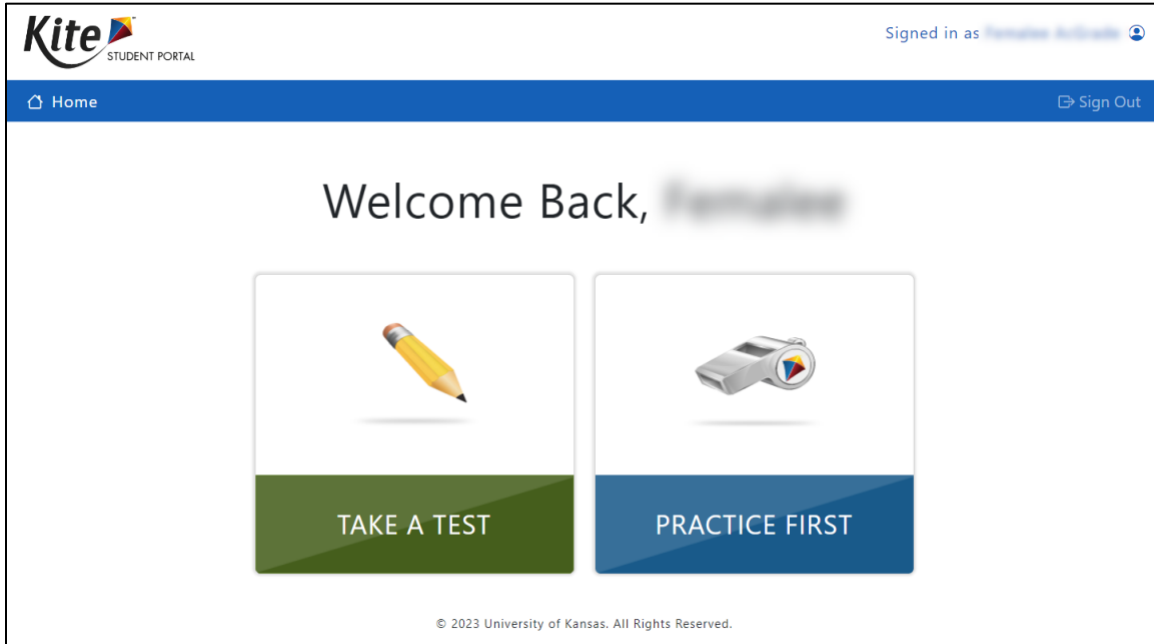 Kite
STUDENT PORTAL
Signed in as
Home
Sign Out
Welcome Back,
TAKE A TEST
PRACTICE FIRST
© 2023 University of Kansas. All Rights Reserved.